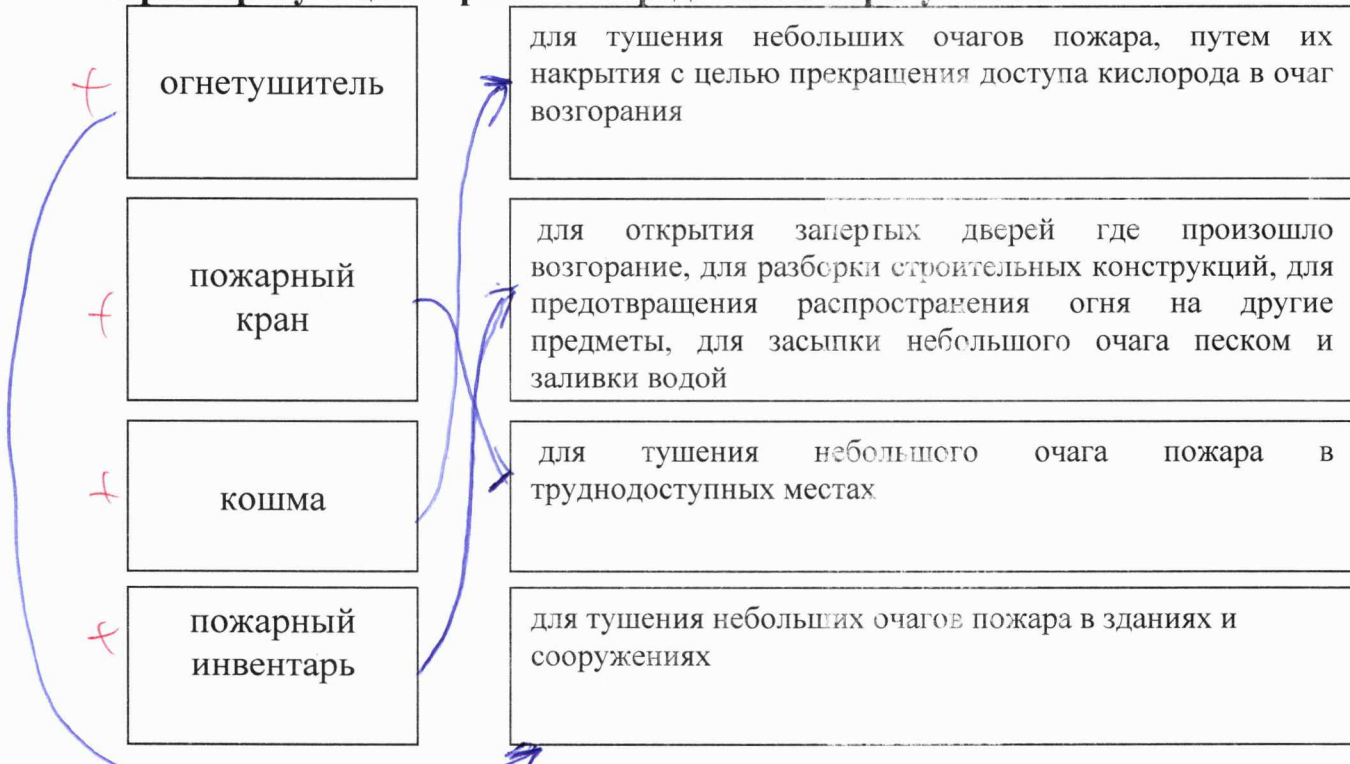 огнетушитель
для тушения небольших очагов пожара, путем их
накрытия с целью прекращения доступа кислорода в очаг
возгорания
пожарный
кран
для открытия запертых дверей где произошло
возгорание, для разборки строительных конструкций, для
предотвращения распространения огня на другие
предметы, для засыпки небольшого очага песком и
заливки водой
кошма
для тушения небольшого очага пожара в
труднодоступных местах
пожарный
инвентарь
для тушения небольших очагов пожара в зданиях и
сооружениях